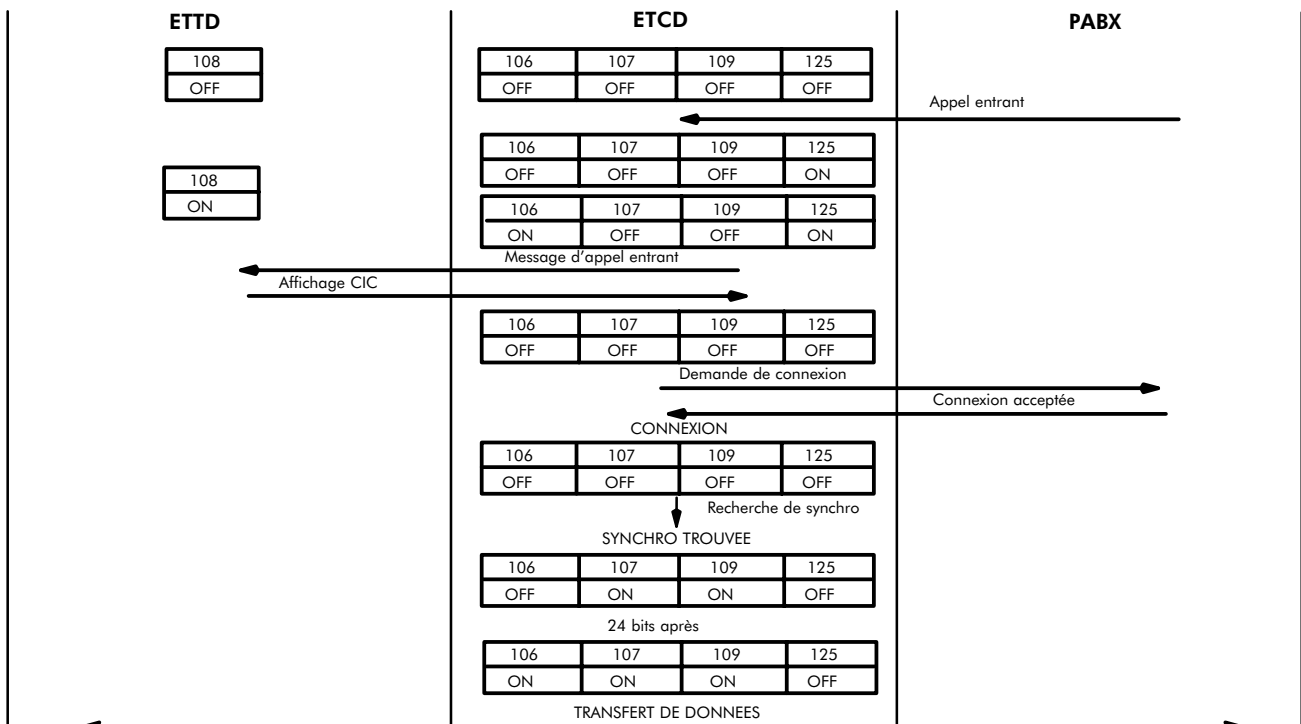 ETTD ETCD PABX
108
OFF
106 107 109 125
OFF OFF OFF OFF
Appel entrant
106 107 109 125
OFF OFF OFF ON
108
ON
106 107 109 125
ON OFF OFF ON
Message d'appel entrant
Affichage CIC
106 107 109 125
OFF OFF OFF OFF
Demande de connexion
Connexion acceptée
CONNEXION
106 107 109 125
OFF OFF OFF OFF
Recherche de synchro
SYNCHRO TROUVEE
106 107 109 125
OFF ON ON OFF
24 bits après
106 107 109 125
ON ON ON OFF
TRANSFERT DE DONNEES